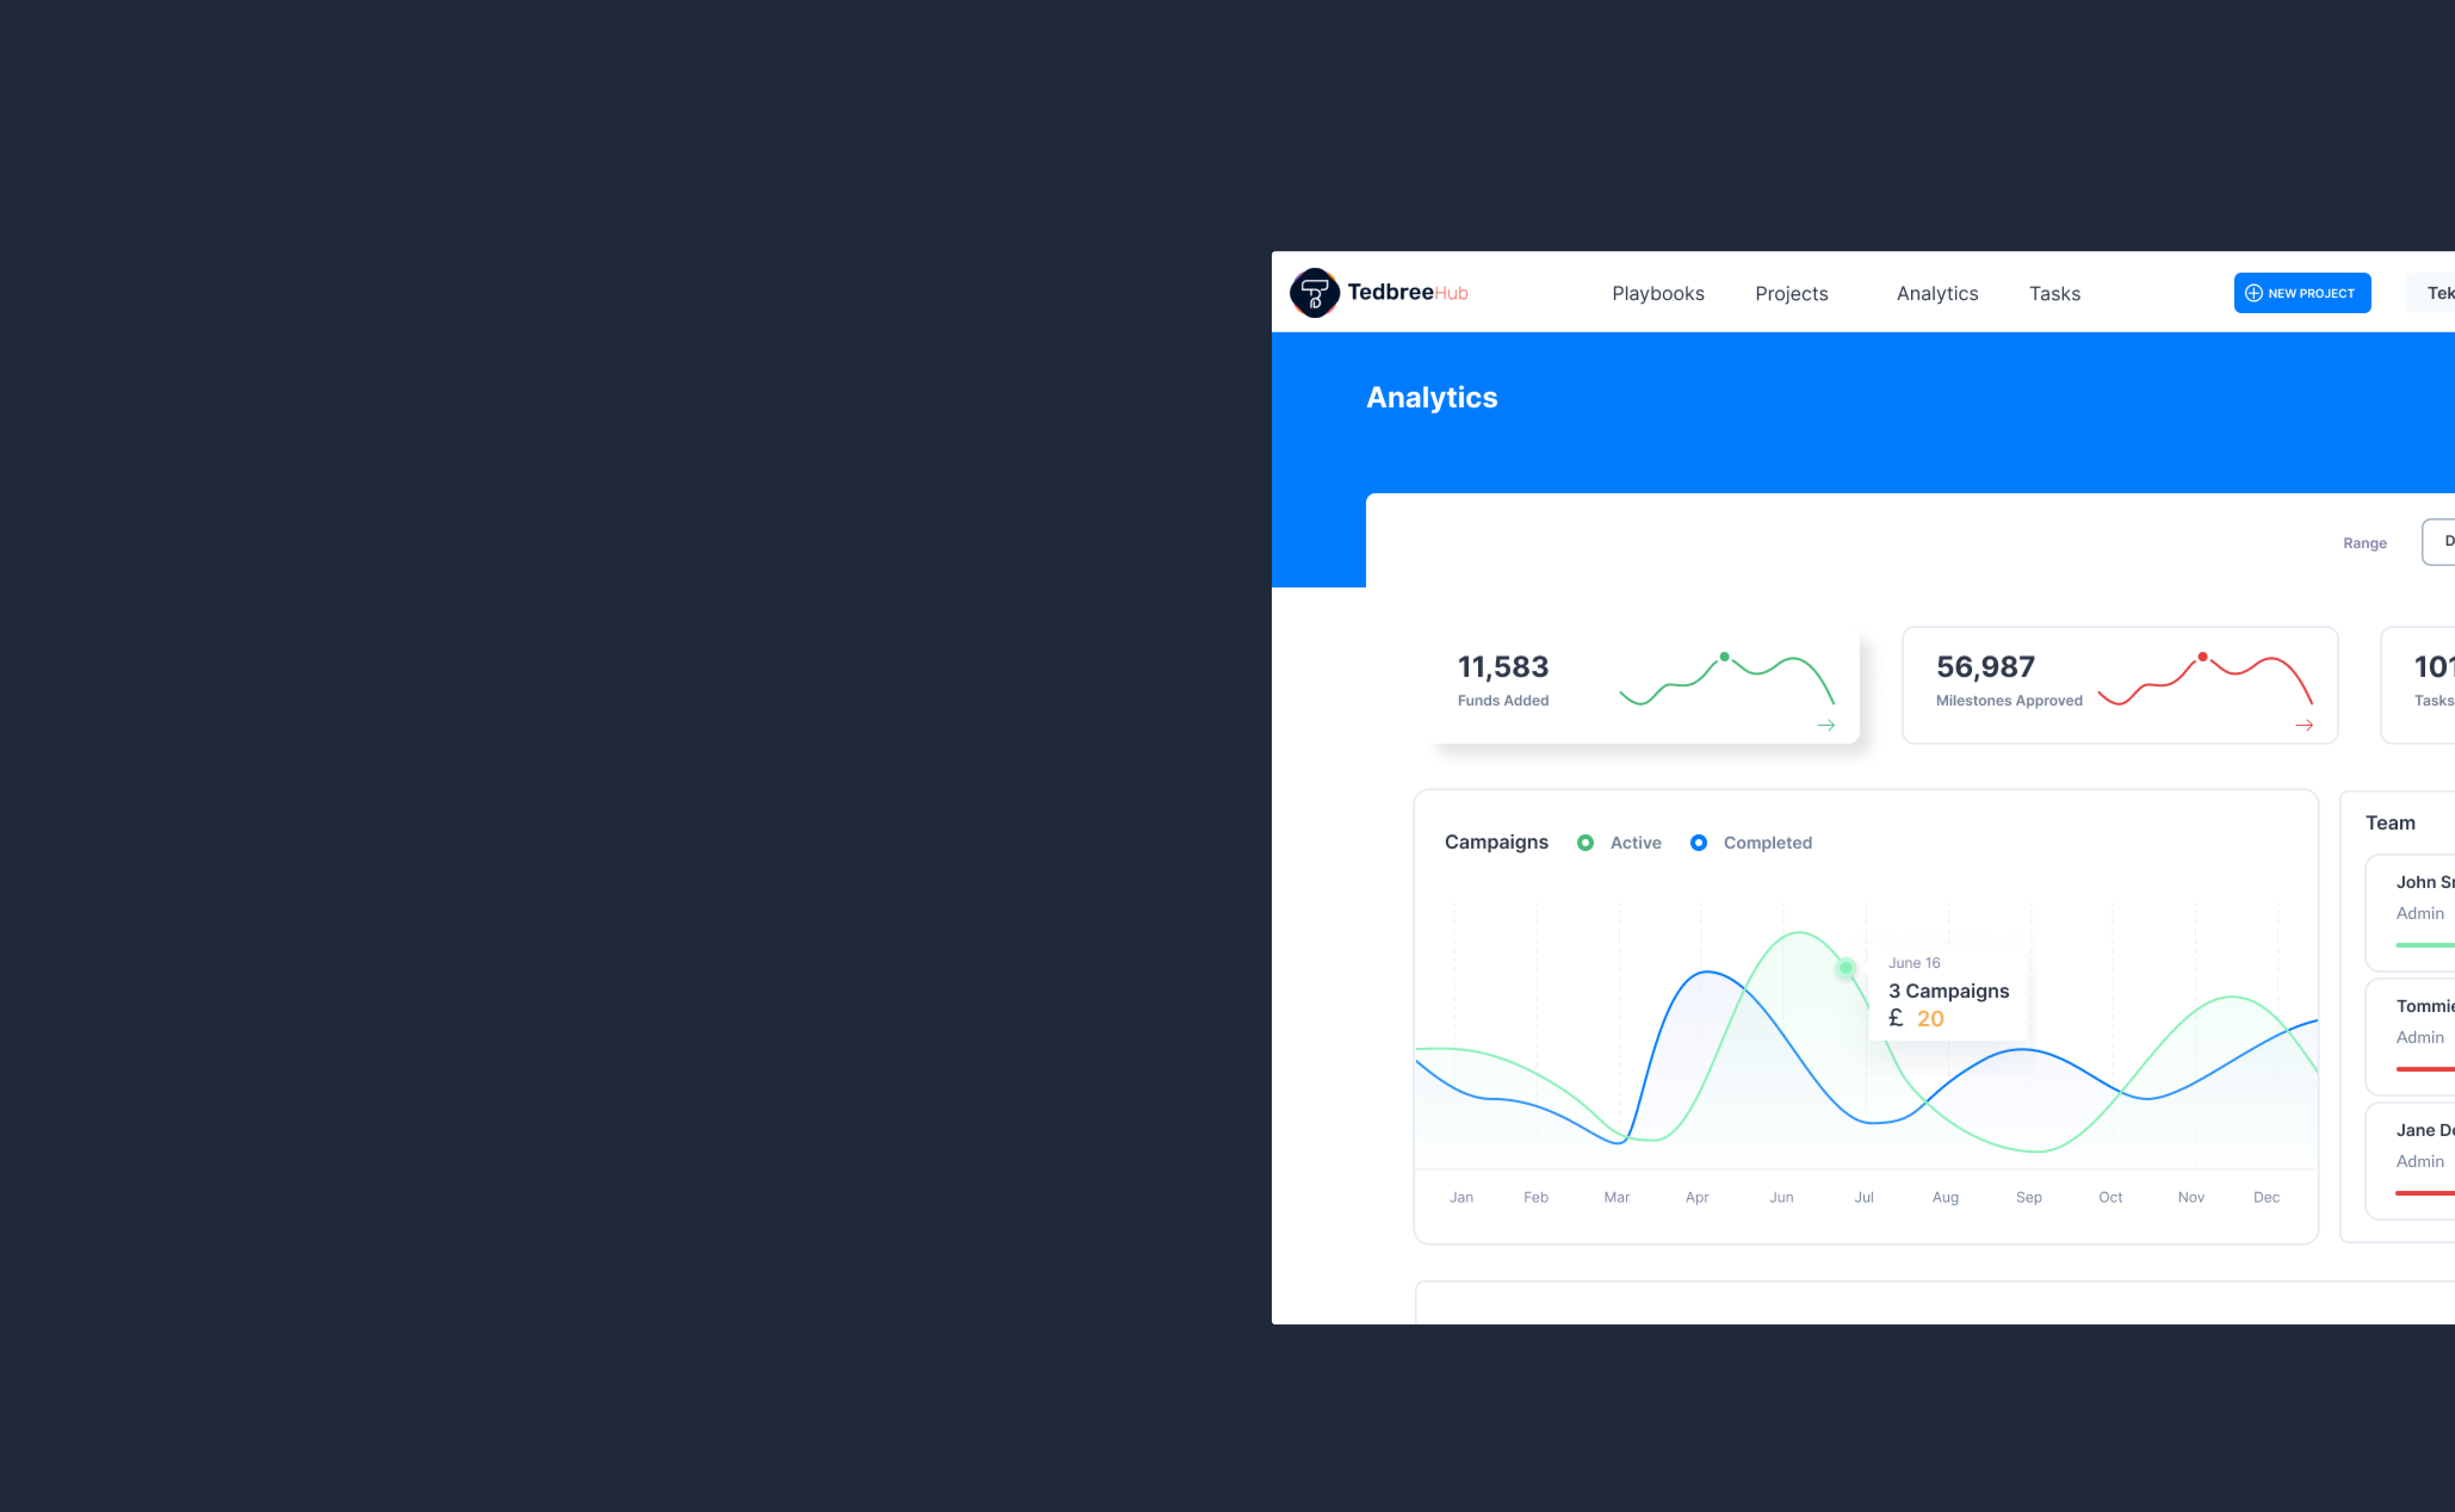 TedbreeHub Playbooks Projects Analytics Tasks NEW PROJECT Tek
Analytics
Range D
11,583
Funds Added
56,987
Milestones Approved
101
Tasks
Campaigns Active Completed
June 16
3 Campaigns
£ 20
Jan Feb Mar Apr Jun Jul Aug Sep Oct Nov Dec
Team
John
Admin
Tommie
Admin
Jane
Admin